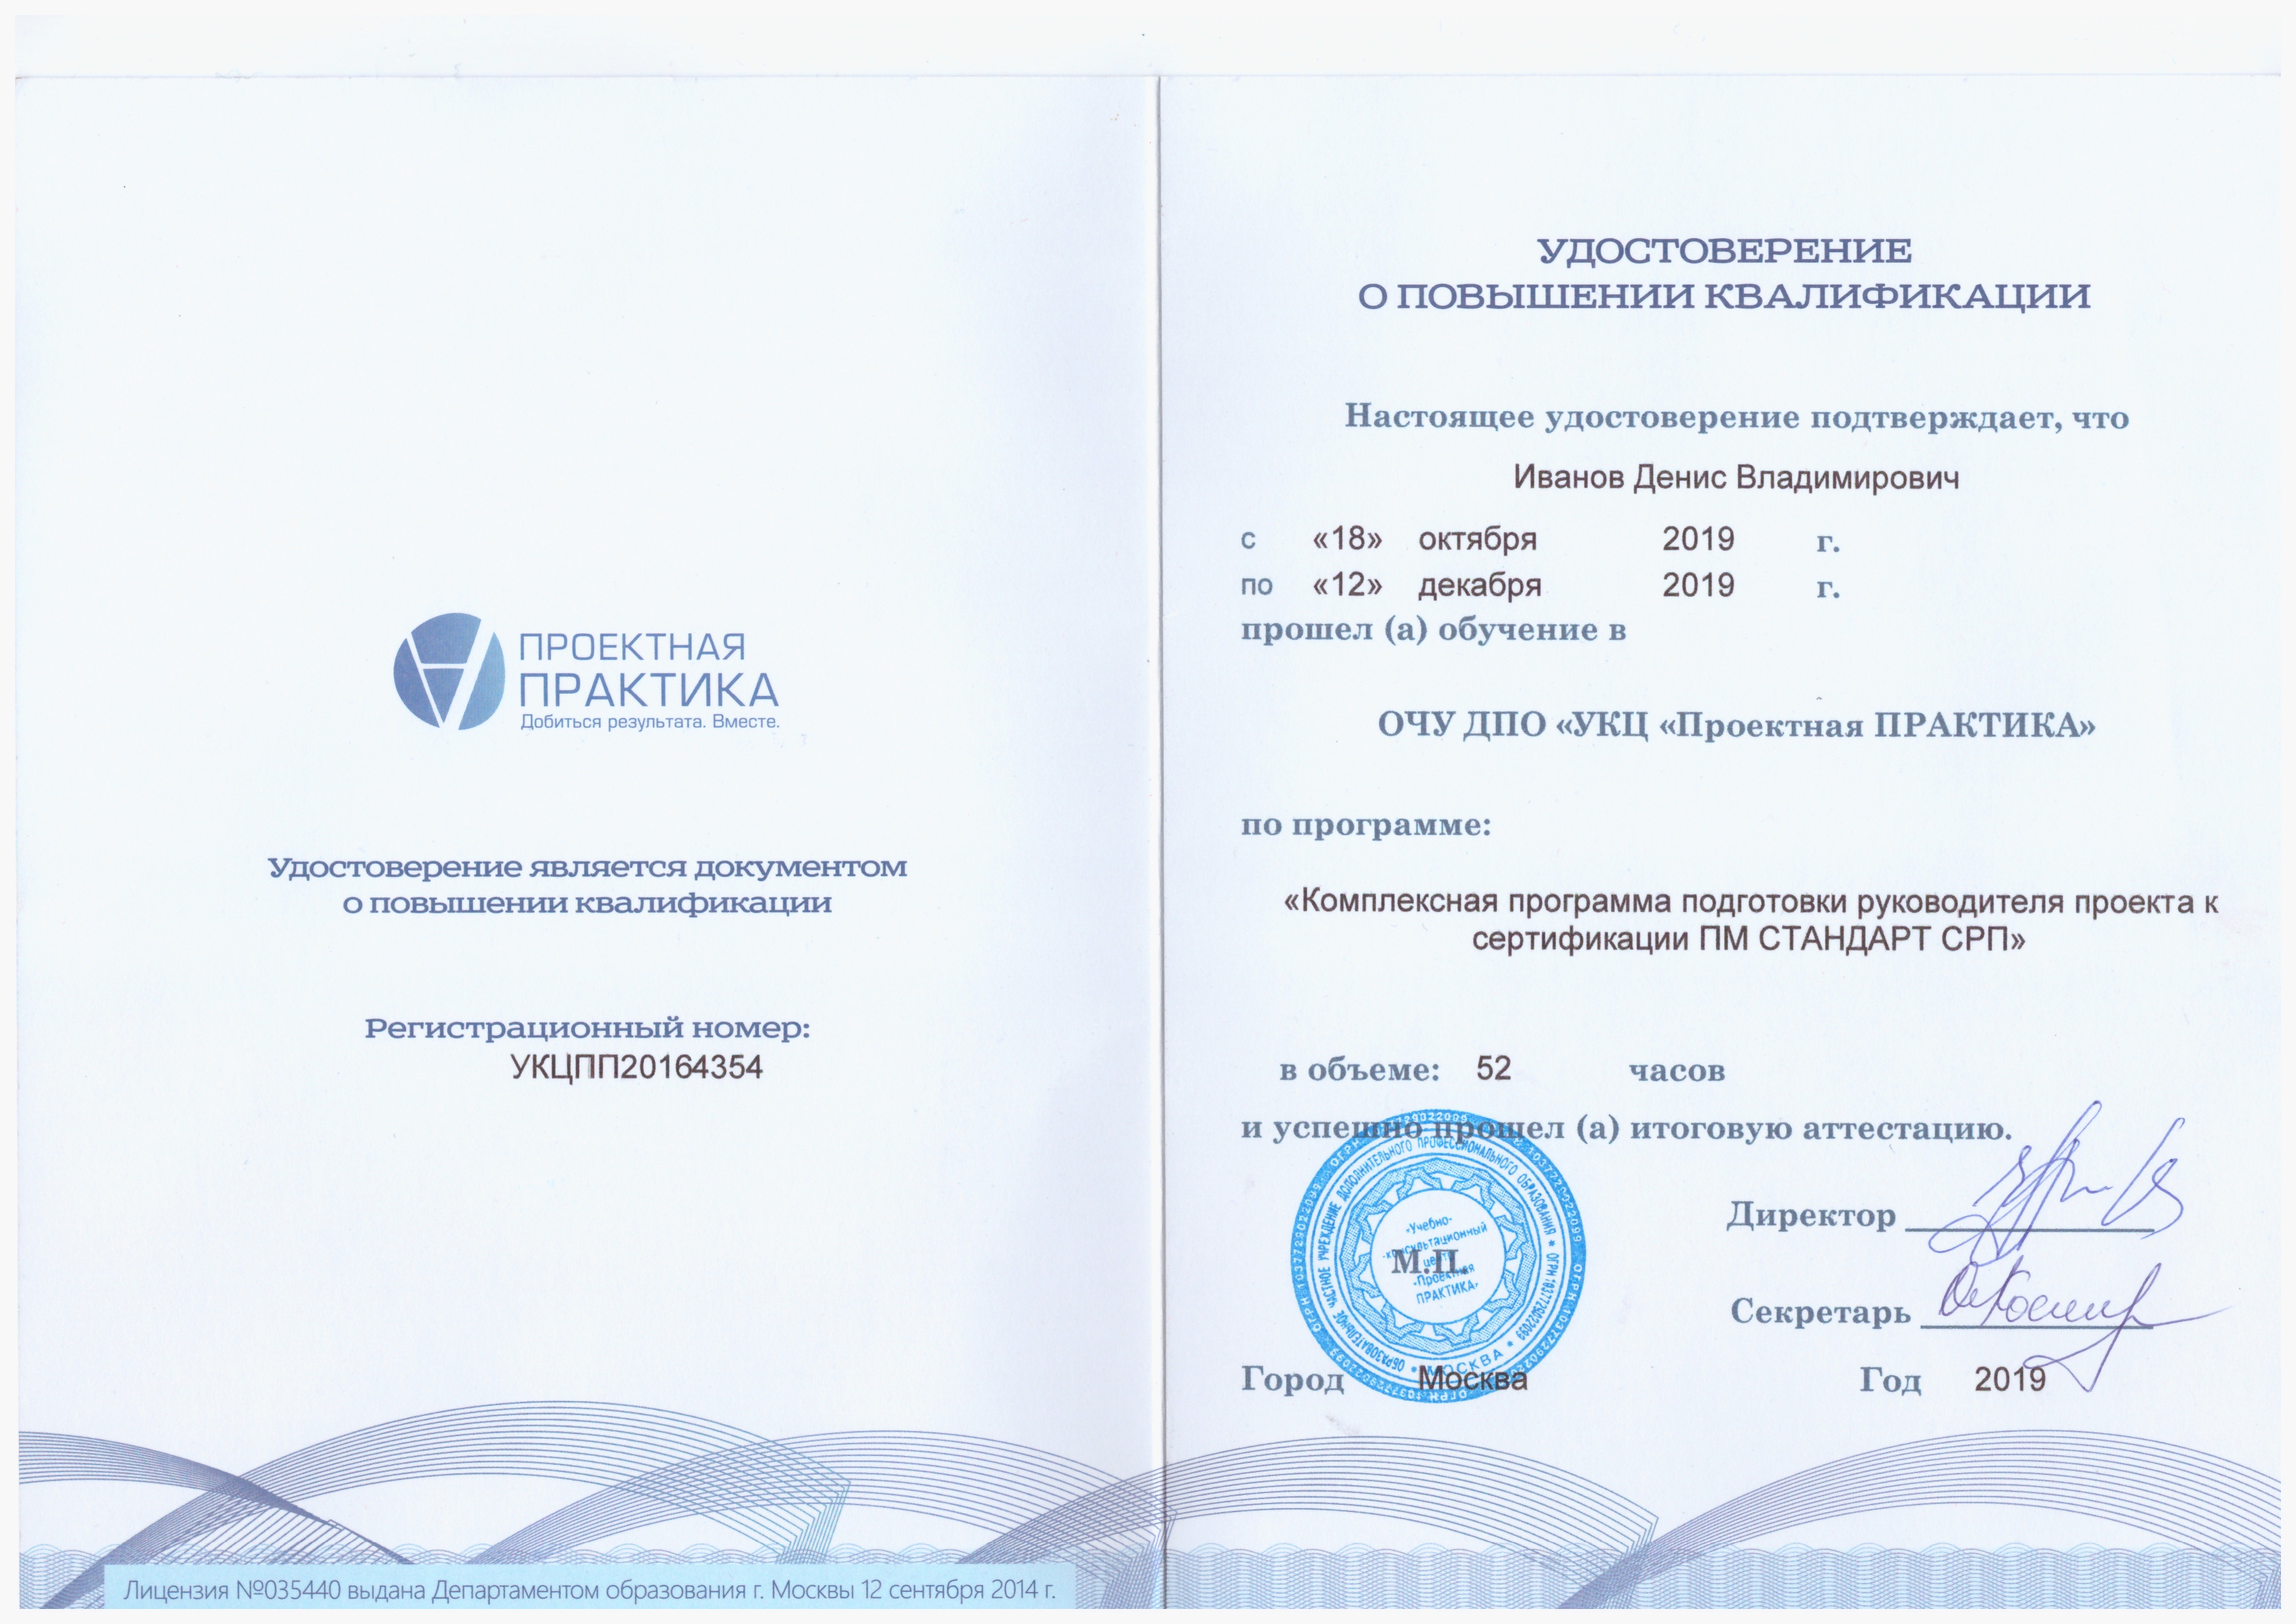 ПРОЕКТНАЯ
ПРАКТИКА
Добиться результата. Вместе.
Удостоверение является документом
о повышении квалификации
Регистрационный номер:
УКЦПП20164354
Лицензия №035440 выдана Департаментом образования г. Москвы 12 сентября 2014 г.
УДОСТОВЕРЕНИЕ
О ПОВЫШЕНИИ КВАЛИФИКАЦИИ
Настоящее удостоверение подтверждает, что
Иванов Денис Владимирович
с «18» октября 2019 г.
по «12» декабря 2019 г.
прошел (а) обучение в
ОЧУ ДПО «УКЦ «Проектная ПРАКТИКА»
по программе:
«Комплексная программа подготовки руководителя проекта к
сертификации ПМ СТАНДАРТ СРП»
в объеме: 52 часов
и успешно прошел (а) итоговую аттестацию.
ОБРАЗОВАТЕЛЬНОЕ ЧАСТНОЕ УЧРЕЖДЕНИЕ ДОПОЛНИТЕЛЬНОГО ПРОФЕССИОНАЛЬНОГО ОБРАЗОВАНИЯ * ОГРН 1037729022099 * МОСКВА *
«Учебно-
консультационный
центр
«Проектная
ПРАКТИКА»
М.П.
Директор
Секретарь
Город Москва
Год 2019